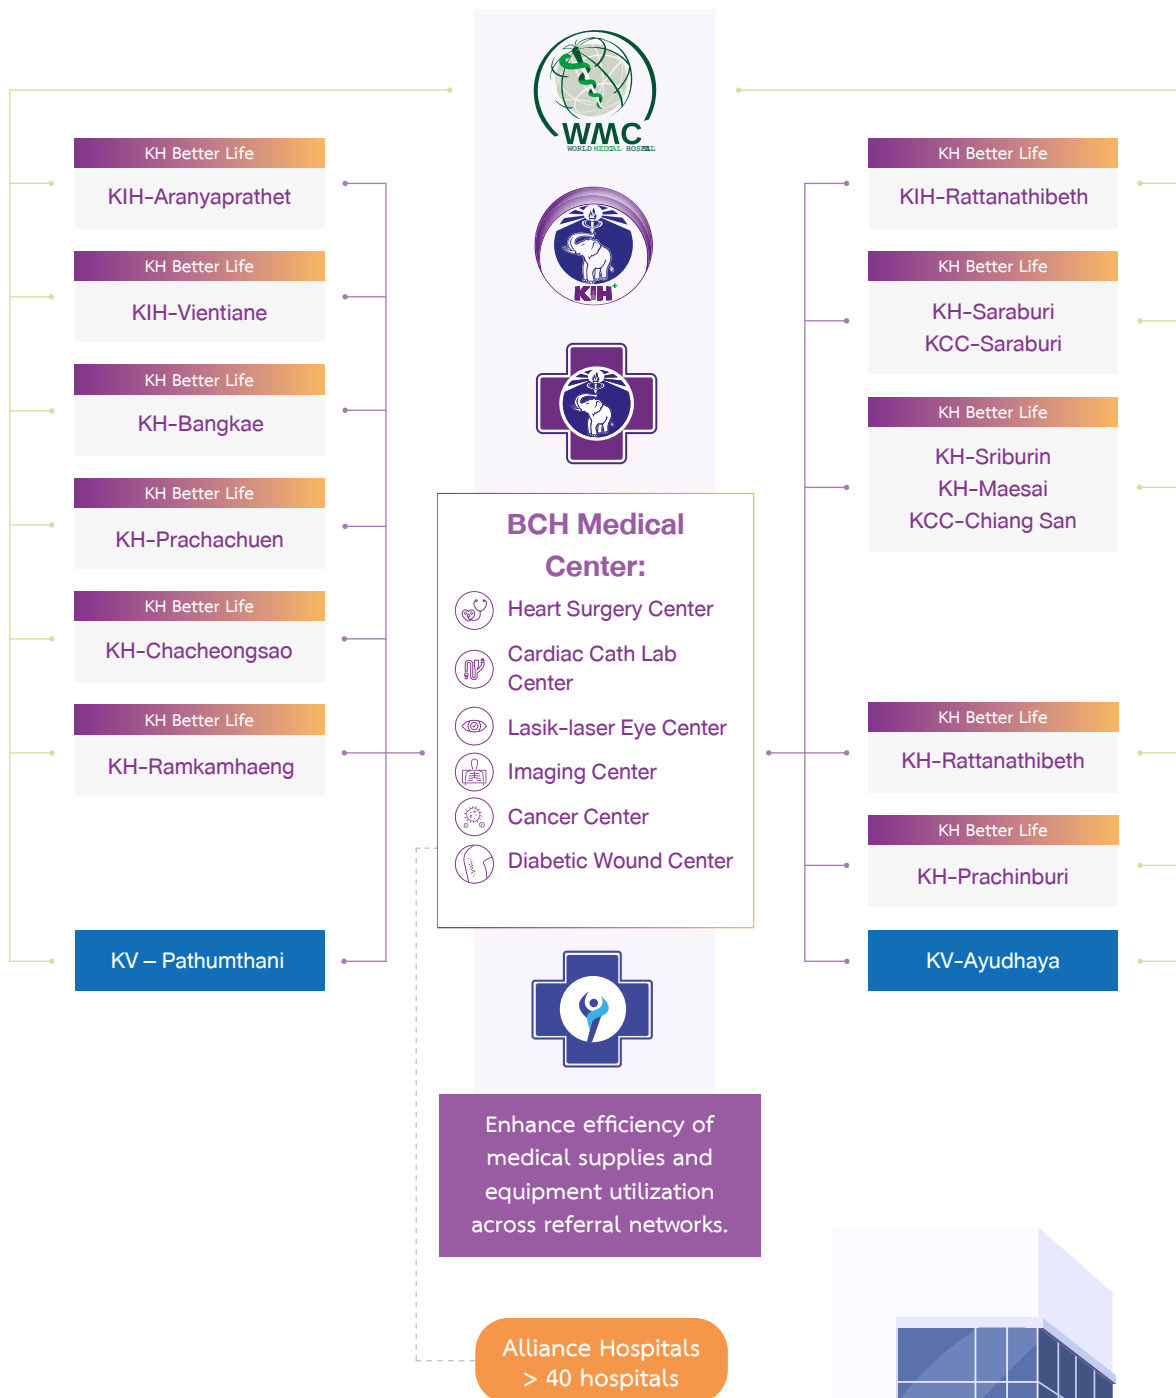 WMC
WORLD MEDICAL HOSPITAL
KIH+
KH Better Life
KIH-Aranyaprathet
KH Better Life
KIH-Vientiane
KH Better Life
KH-Bangkae
KH Better Life
KH-Prachachuen
KH Better Life
KH-Chacheongsao
KH Better Life
KH-Ramkamhaeng
KV – Pathumthani
BCH Medical
Center:
Heart Surgery Center
Cardiac Cath Lab
Center
Lasik-laser Eye Center
Imaging Center
Cancer Center
Diabetic Wound Center
KH Better Life
KIH-Rattanathibeth
KH Better Life
KH-Saraburi
KCC-Saraburi
KH Better Life
KH-Sriburin
KH-Maesai
KCC-Chiang San
KH Better Life
KH-Rattanathibeth
KH Better Life
KH-Prachinburi
KV-Ayudhaya
Enhance efficiency of
medical supplies and
equipment utilization
across referral networks.
Alliance Hospitals
> 40 hospitals